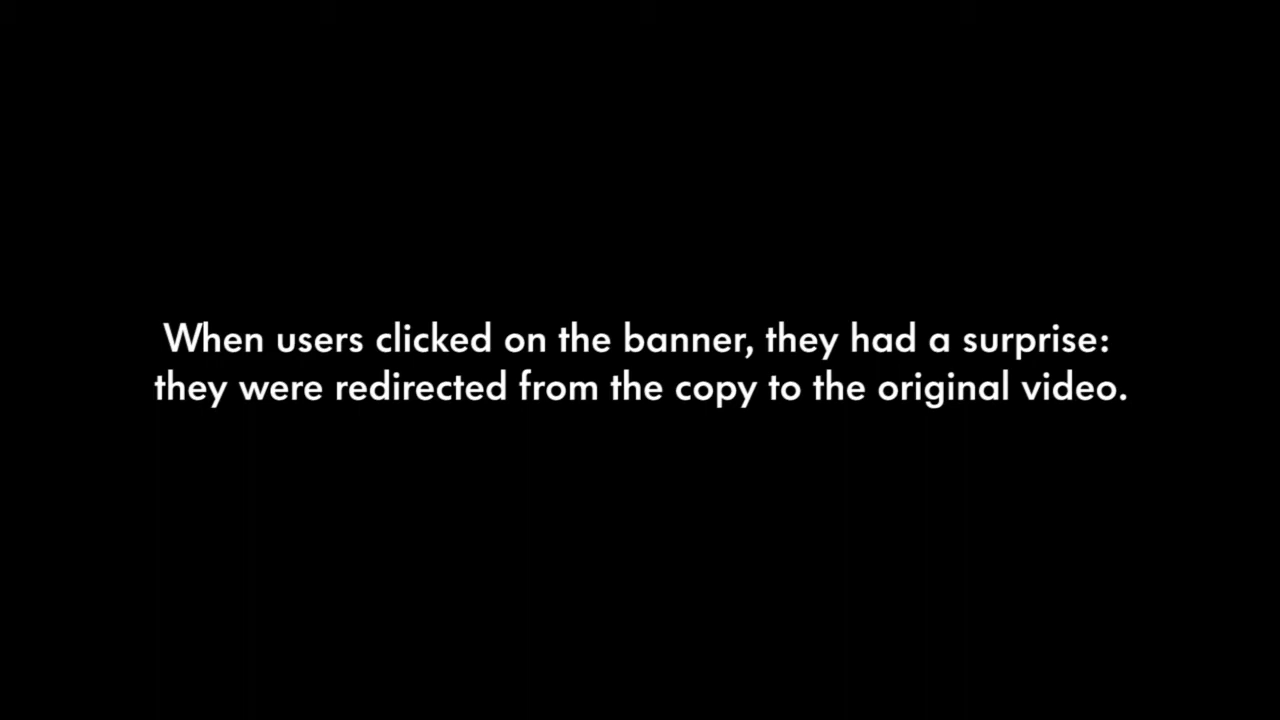 When users clicked on the banner, they had a surprise:
they were redirected from the copy to the original video.